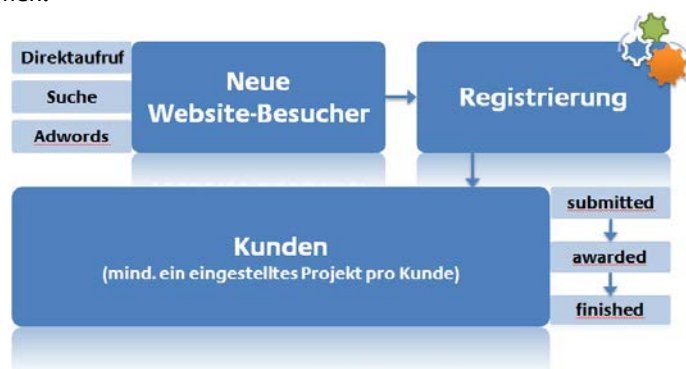 Direktaufruf
Suche
Adwords
Neue
Website-Besucher
Registrierung
Kunden
(mind. ein eingestelltes Projekt pro Kunde)
submitted
awarded
finished